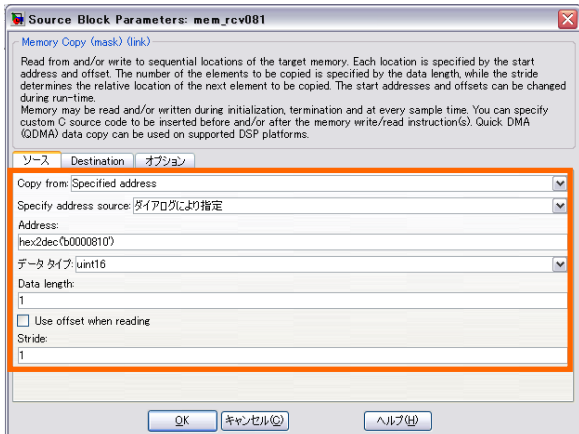 Source Block Parameters: mem_rcv081
Memory Copy (mask) (link)
Read from and/or write to sequential locations of the target memory. Each location is specified by the start
address and offset. The number of the elements to be copied is specified by the data length, while the stride
determines the relative location of the next element to be copied. The start addresses and offsets can be changed
during run-time.
Memory may be read and/or written during initialization, termination and at every sample time. You can specify
custom C source code to be inserted before and/or after the memory write/read instruction(s). Quick DMA
(QDMA) data copy can be used on supported DSP platforms.
ソース Destination オプション
Copy from: Specified address
Specify address source: ダイアログにより指定
Address:
hex2dec('b0000810')
データ タイプ: uint16
Data length:
1
Use offset when reading
Stride:
1
OK キャンセル(C) ヘルプ(H)